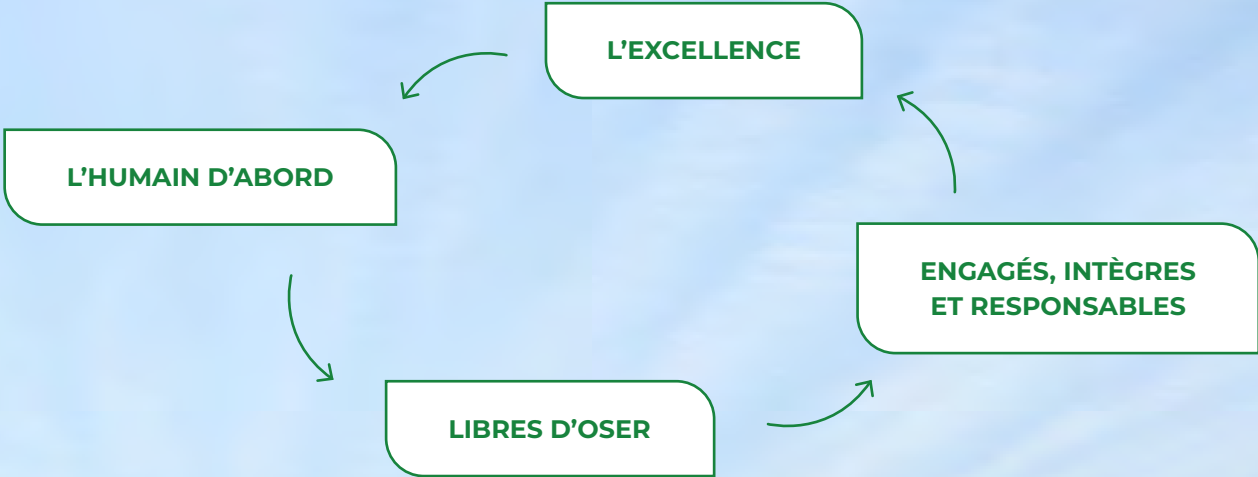 L’EXCELLENCE
L’HUMAIN D’ABORD
ENGAGÉS, INTÈGRES
ET RESPONSABLES
LIBRES D’OSER